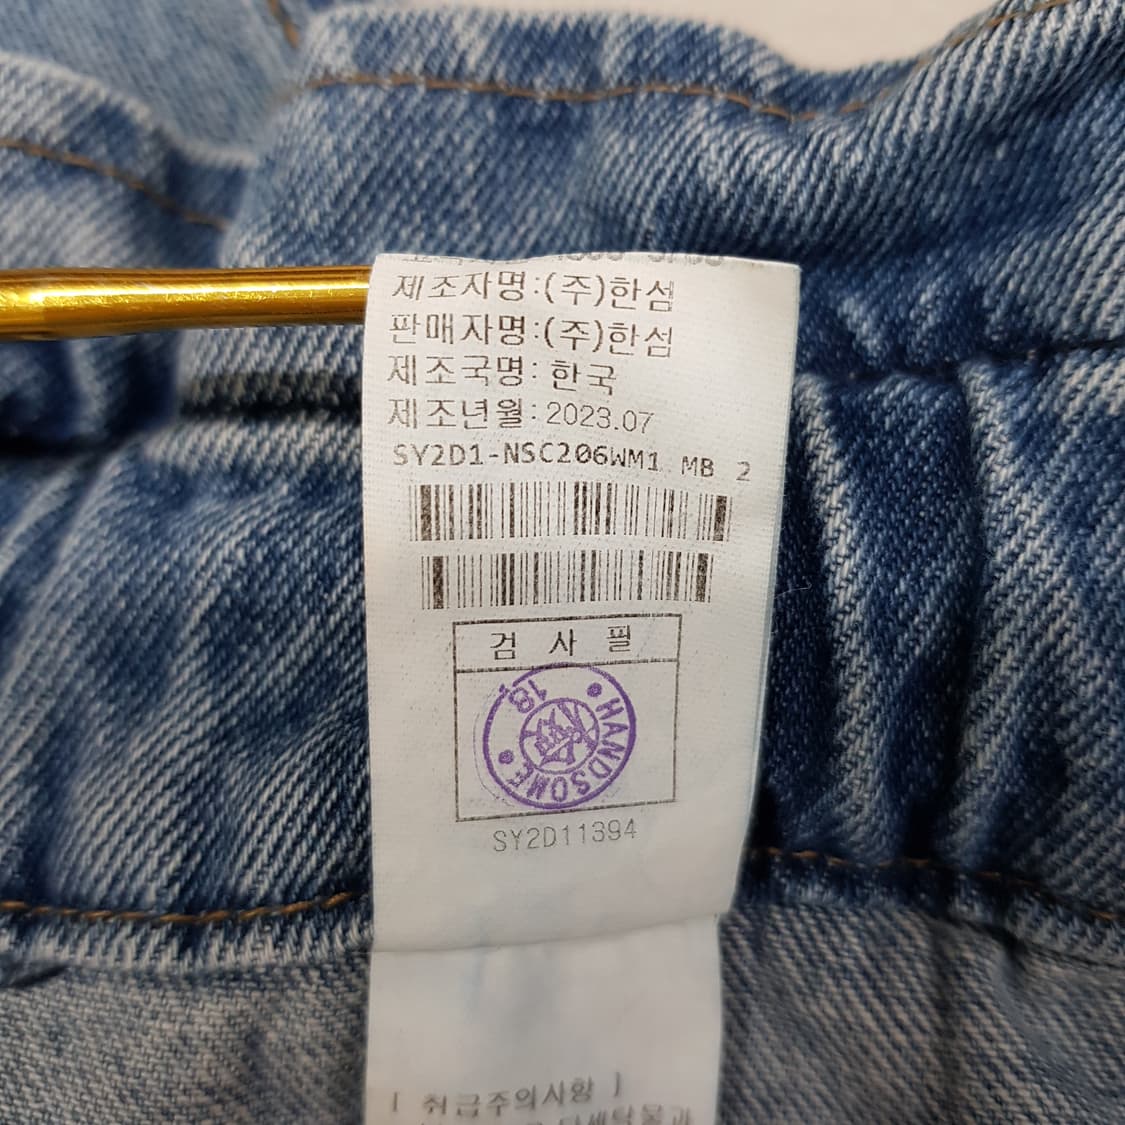 제조자명:(주)한섬
판매자명:(주)한섬
제조국명: 한국
제조년월: 2023.07
SY2D1-NSC206WM1 MB 2
검 사 필
18
HANDSOME
SY2D11394
[ 취급주의사항 ]